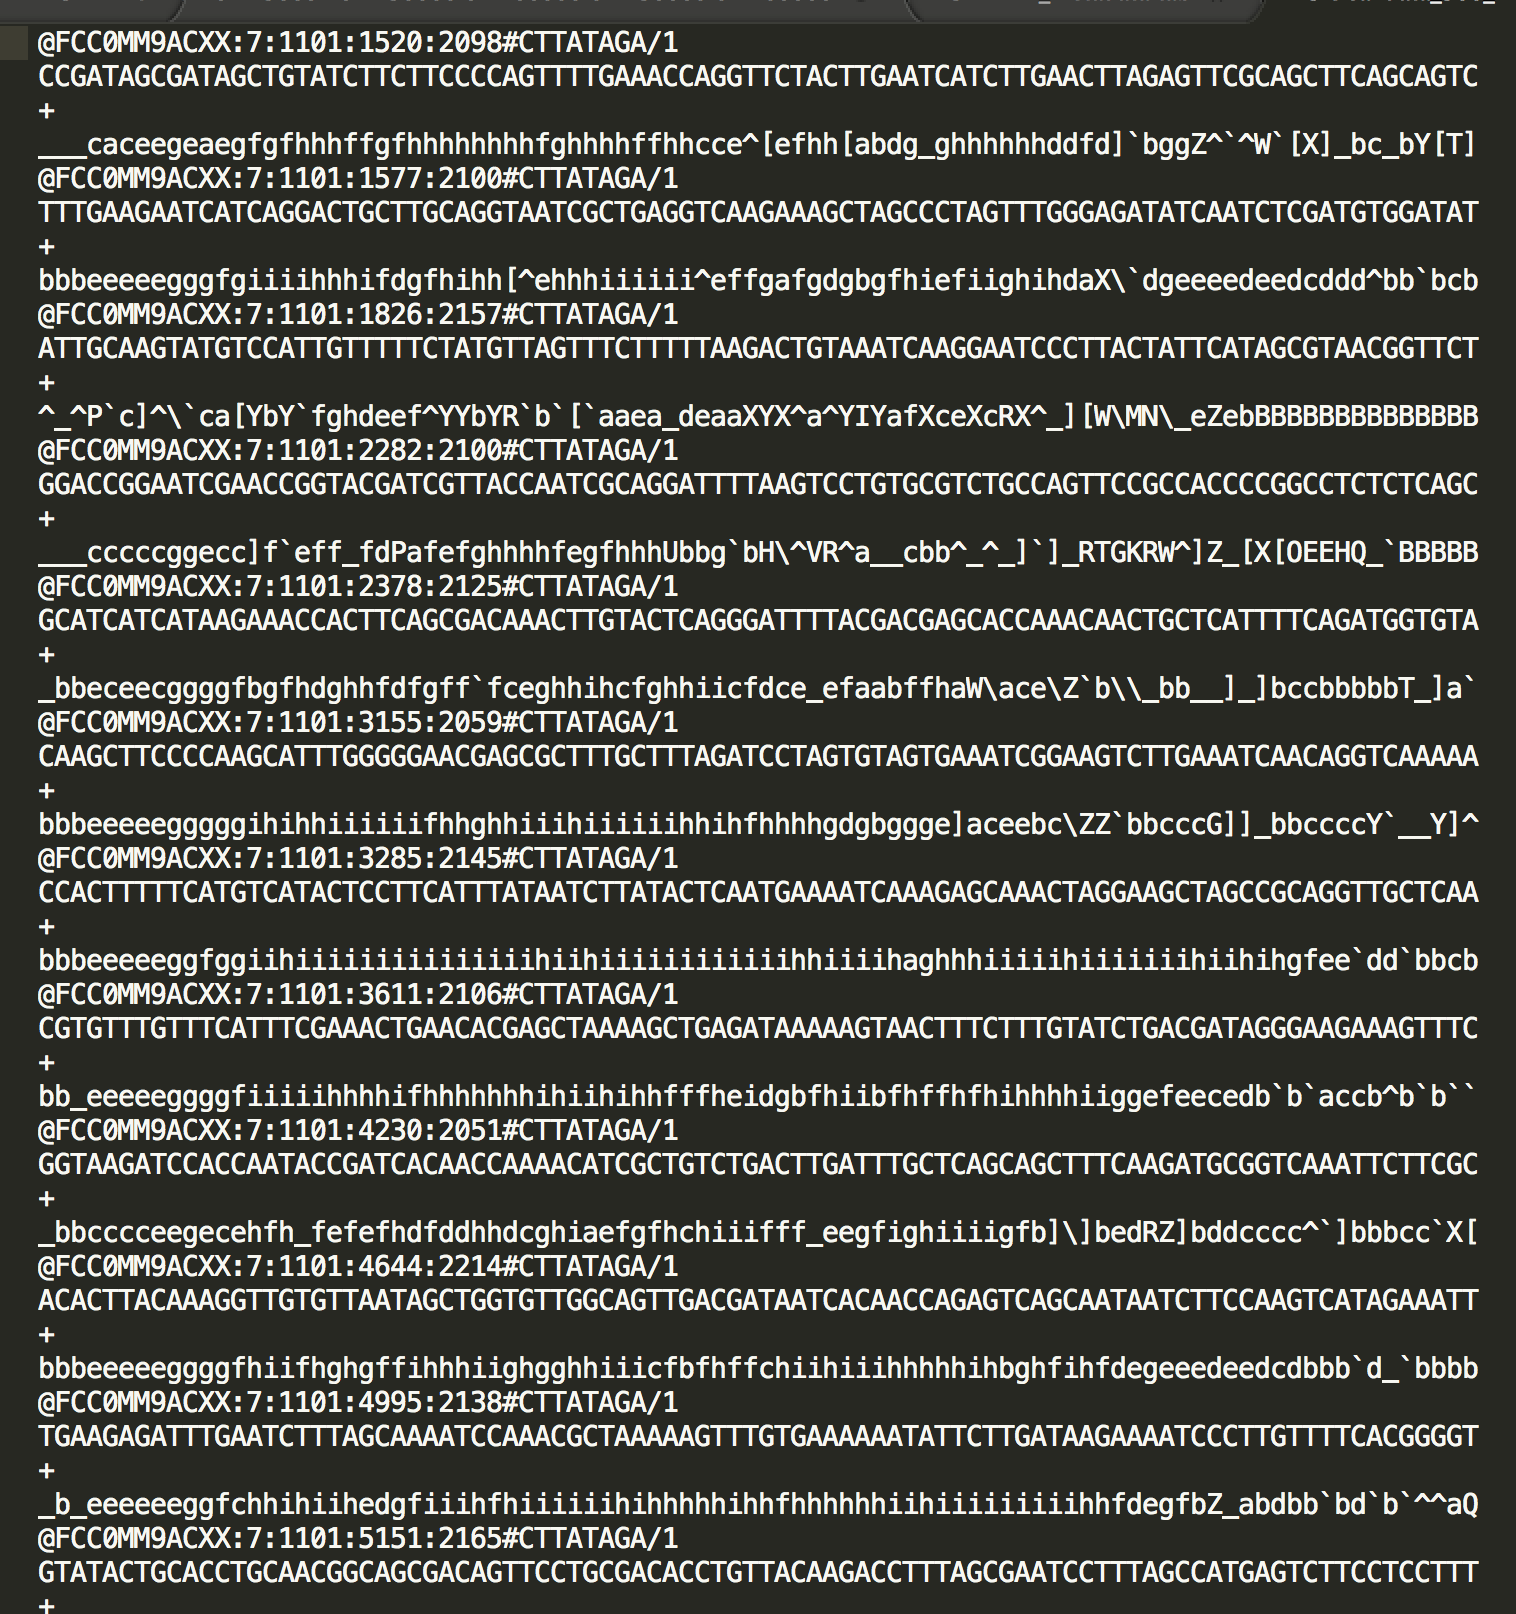 @FCC0MM9ACXX:7:1101:1520:2098#CTTATAGA/1
CCGATAGCGATAGCTGTATCTTCTTCCCCAGTTTTGAAACCAGGTTCTACTTGAATCATCTTGAACTTAGAGTTCGCAGCTTCAGCAGTC
+
___caceegeaegfgfhhhffgfhhhhhhhhfghhhhffhhcce^[efhh[abdg_ghhhhhhddfd]`bggZ^`^W`[X]_bc_bY[T]
@FCC0MM9ACXX:7:1101:1577:2100#CTTATAGA/1
TTTGAAGAATCATCAGGACTGCTTGCAGGTAATCGCTGAGGTCAAGAAAGCTAGCCCTAGTTTGGGAGATATCAATCTCGATGTGGATAT
+
bbbeeeeegggfgiiiihhhifdgfhihh[^ehhhiiiiii^effgafgdgbgfhiefiighihdaX\`dgeeeedeedcddd^bb`bcb
@FCC0MM9ACXX:7:1101:1826:2157#CTTATAGA/1
ATTGCAAGTATGTCCATTGTTTTTCTATGTTAGTTTCTTTTTAAGACTGTAAATCAAGGAATCCCTTACTATTCATAGCGTAACGGTTCT
+
^_^P`c]^\`ca[YbY`fghdeef^YYbYR`b`[`aaea_deaaXYX^a^YIYafXceXcRX^_][W\MN\_eZebBBBBBBBBBBBBBB
@FCC0MM9ACXX:7:1101:2282:2100#CTTATAGA/1
GGACCGGAATCGAACCGGTACGATCGTTACCAATCGCAGGATTTTAAGTCCTGTGCGTCTGCCAGTTCCGCCACCCCGGCCTCTCTCAGC
+
___cccccggecc]f`eff_fdPafefghhhhfegfhhhUbbg`bH\^VR^a__cbb^_^_]`]_RTGKRW^]Z_[X[OEEHQ_`BBBBB
@FCC0MM9ACXX:7:1101:2378:2125#CTTATAGA/1
GCATCATCATAAGAAACCACTTCAGCGACAAACTTGTACTCAGGGATTTTACGACGAGCACCAAACAACTGCTCATTTTCAGATGGTGTA
+
_bbeceecggggfbgfhdghhfdfgff`fceghhihcfghhiicfdce_efaabffhaW\ace\Z`b\\_bb__]_]bccbbbbbT_]a`
@FCC0MM9ACXX:7:1101:3155:2059#CTTATAGA/1
CAAGCTTCCCCAAGCATTTGGGGGAACGAGCGCTTTGCTTTAGATCCTAGTGTAGTGAAATCGGAAGTCTTGAAATCAACAGGTCAAAAA
+
bbbeeeeegggggihihhiiiiiifhhghhiiihiiiiiihhihfhhhhgdgbggge]aceebc\ZZ`bbcccG]]_bbccccY`__Y]^
@FCC0MM9ACXX:7:1101:3285:2145#CTTATAGA/1
CCACTTTTTCATGTCATACTCCTTCATTTATAATCTTATACTCAATGAAAATCAAAGAGCAAACTAGGAAGCTAGCCGCAGGTTGCTCAA
+
bbbeeeeeggfggiihiiiiiiiiiiiiiiihiihiiiiiiiiiiiihhiiiihaghhhiiiiihiiiiiiihiihihgfee`dd`bbcb
@FCC0MM9ACXX:7:1101:3611:2106#CTTATAGA/1
CGTGTTTGTTTCATTTCGAAACTGAACACGAGCTAAAAGCTGAGATAAAAAGTAACTTTCTTTGTATCTGACGATAGGGAAGAAAGTTTC
+
bb_eeeeeggggfiiiiihhhhifhhhhhhhihiihihhfffheidgbfhiibfhffhfhihhhhiiggefeecedb`b`accb^b`b``
@FCC0MM9ACXX:7:1101:4230:2051#CTTATAGA/1
GGTAAGATCCACCAATACCGATCACAACCAAAACATCGCTGTCTGACTTGATTTGCTCAGCAGCTTTCAAGATGCGGTCAAATTCTTCGC
+
_bbcccceegecehfh_fefefhdfddhhdcghiaefgfhchiiifff_eegfighiiiigfb]\]bedRZ]bddcccc^`]bbbcc`X[
@FCC0MM9ACXX:7:1101:4644:2214#CTTATAGA/1
ACACTTACAAAGGTTGTGTTAATAGCTGGTGTTGGCAGTTGACGATAATCACAACCAGAGTCAGCAATAATCTTCCAAGTCATAGAAATT
+
bbbeeeeeggggfhiifhghgffihhhiighgghhiiicfbfhffchiihiiihhhhhihbghfihfdegeeedeedcdbbb`d_`bbbb
@FCC0MM9ACXX:7:1101:4995:2138#CTTATAGA/1
TGAAGAGATTTGAATCTTTAGCAAAATCCAAACGCTAAAAAGTTTGTGAAAAAATATTCTTGATAAGAAAATCCCTTGTTTTCACGGGGT
+
_b_eeeeeeggfchhihiihedgfiiihfhiiiiiihihhhhhihhfhhhhhhiihiiiiiiiiihhfdegfbZ_abdbb`bd`b`^^aQ
@FCC0MM9ACXX:7:1101:5151:2165#CTTATAGA/1
GTATACTGCACCTGCAACGGCAGCGACAGTTCCTGCGACACCTGTTACAAGACCTTTAGCGAATCCTTTAGCCATGAGTCTTCCTCCTTT
+